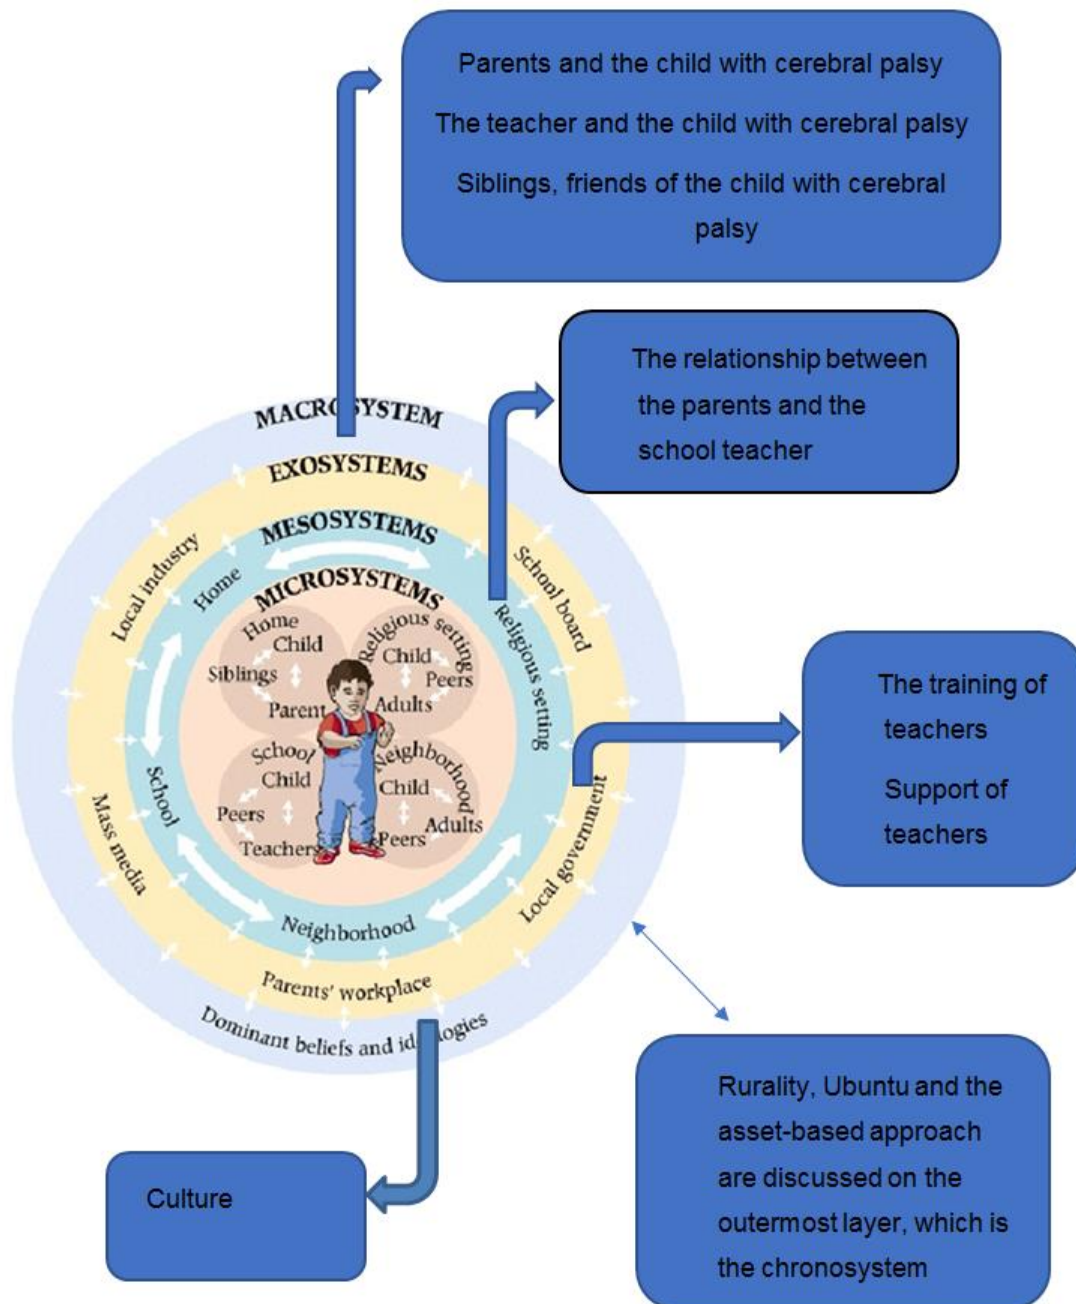 Parents and the child with cerebral palsy
The teacher and the child with cerebral palsy
Siblings, friends of the child with cerebral
palsy
The relationship between
the parents and the
school teacher
MACROSYSTEM
EXOSYSTEMS
MESOSYSTEMS
MICROSYSTEMS
Local industry
Home
School board
Religious setting
Home
Child
Siblings
Parent
Religious setting
Child
Peers
Adults
School
Child
Peers
Teachers
Neighborhood
Child
Adults
Peers
School
Mass media
Neighborhood
Local government
Parents' workplace
Dominant beliefs and ideologies
The training of
teachers
Support of
teachers
Culture
Rurality, Ubuntu and the
asset-based approach
are discussed on the
outermost layer, which is
the chronosystem